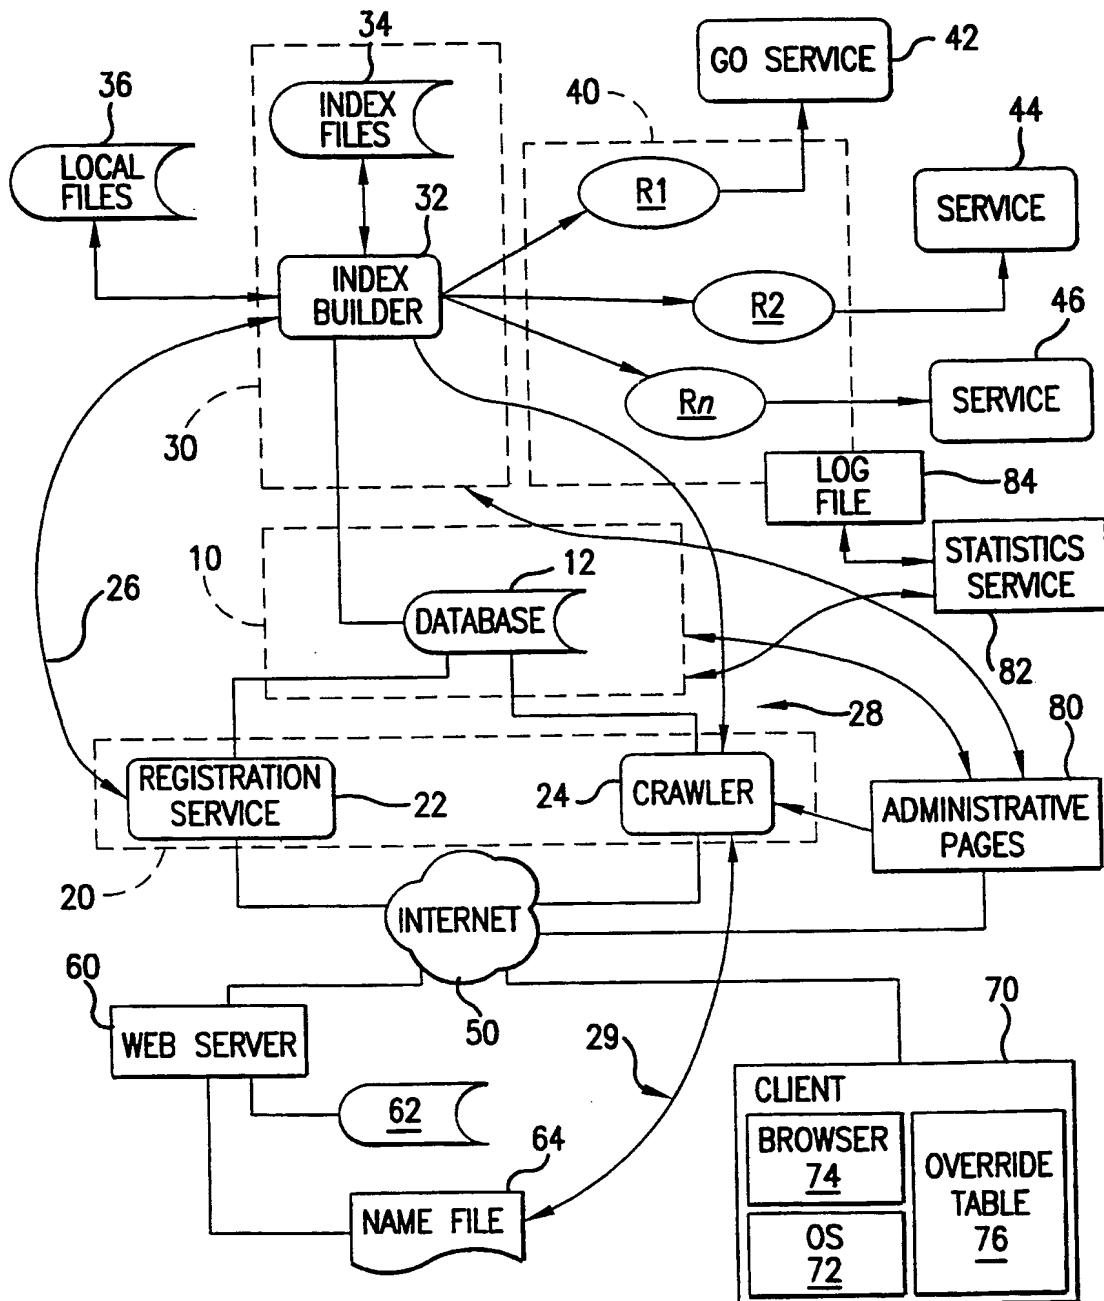 34
42
GO SERVICE
36
INDEX
FILES
40
44
LOCAL
FILES
R1
32
SERVICE
INDEX
BUILDER
R2
46
Rn
SERVICE
30
LOG
FILE
84
10
12
STATISTICS
SERVICE
26
DATABASE
82
28
80
REGISTRATION
SERVICE
22
24
CRAWLER
ADMINISTRATIVE
PAGES
20
INTERNET
60
50
70
WEB SERVER
29
CLIENT
62
BROWSER
74
OVERRIDE
TABLE
76
64
NAME FILE
OS
72